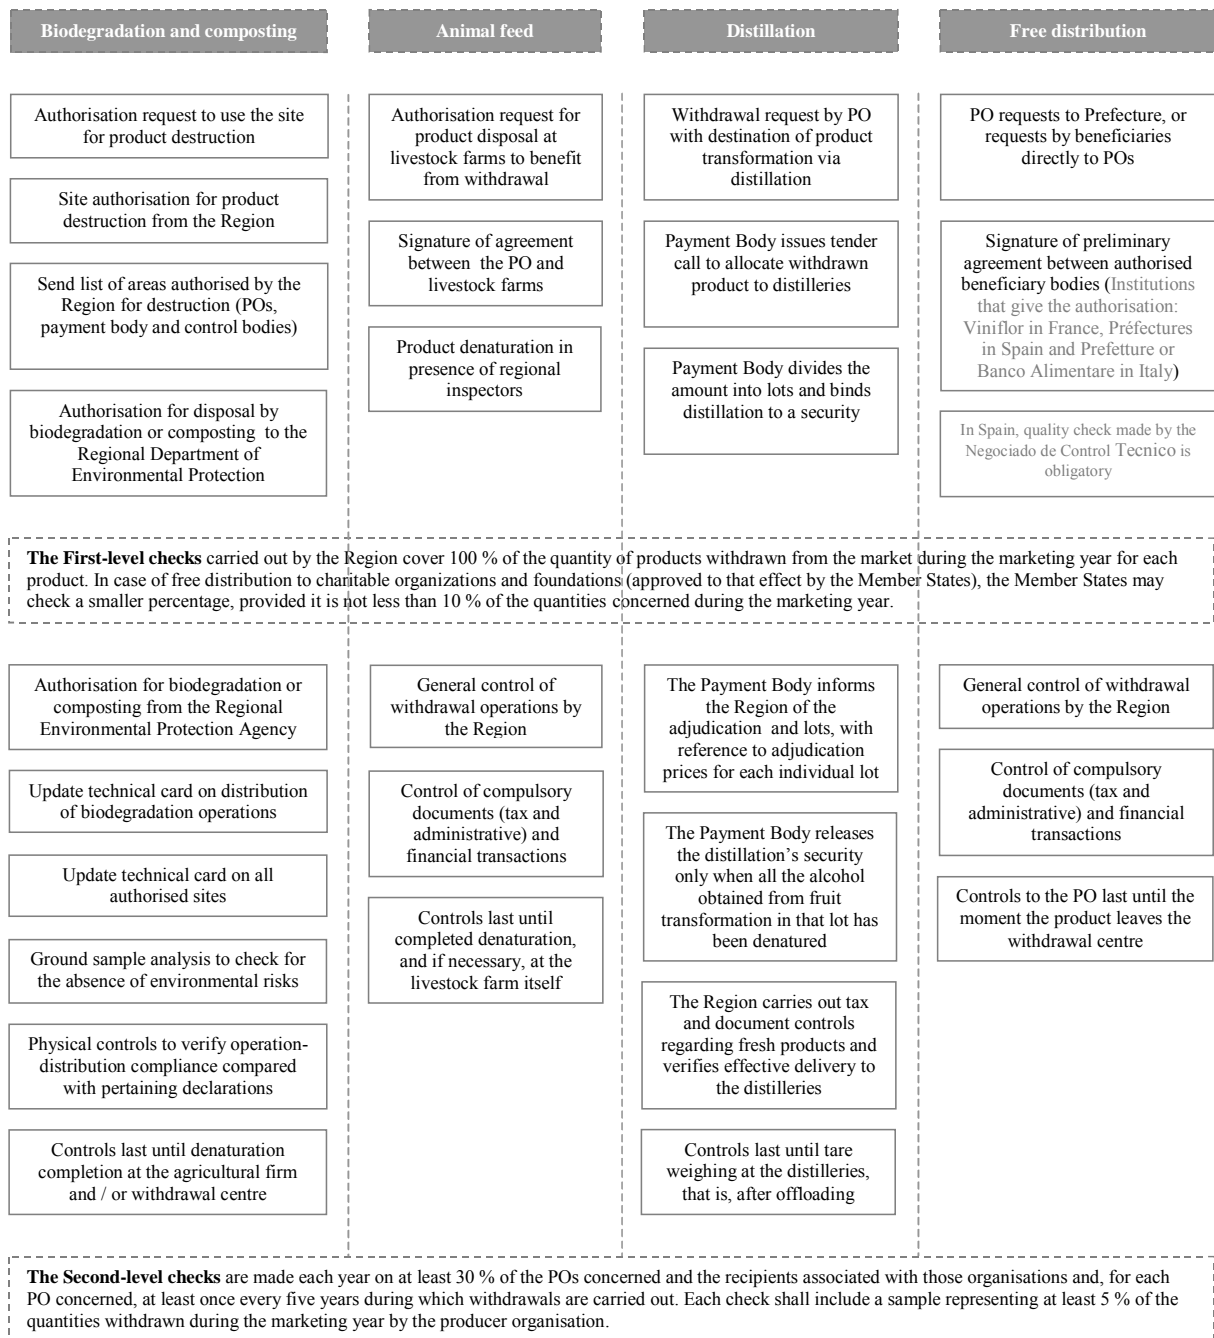 Biodegradation and composting
Animal feed
Distillation
Free distribution
Authorisation request to use the site
for product destruction
Site authorisation for product
destruction from the Region
Send list of areas authorised by the
Region for destruction (POs,
payment body and control bodies)
Authorisation for disposal by
biodegradation or composting to the
Regional Department of
Environmental Protection
Authorisation request for
product disposal at
livestock farms to benefit
from withdrawal
Signature of agreement
between the PO and
livestock farms
Product denaturation in
presence of regional
inspectors
Withdrawal request by PO
with destination of product
transformation via
distillation
Payment Body issues tender
call to allocate withdrawn
product to distilleries
Payment Body divides the
amount into lots and binds
distillation to a security
PO requests to Prefecture, or
requests by beneficiaries
directly to POs
Signature of preliminary
agreement between authorised
beneficiary bodies (Institutions
that give the authorisation:
Viniflor in France, Préfectures
in Spain and Prefetture or
Banco Alimentare in Italy)
In Spain, quality check made by the
Negociado de Control Tecnico is
obligatory
The First-level checks carried out by the Region cover 100 % of the quantity of products withdrawn from the market during the marketing year for each
product. In case of free distribution to charitable organizations and foundations (approved to that effect by the Member States), the Member States may
check a smaller percentage, provided it is not less than 10 % of the quantities concerned during the marketing year.
Authorisation for biodegradation or
composting from the Regional
Environmental Protection Agency
Update technical card on distribution
of biodegradation operations
Update technical card on all
authorised sites
Ground sample analysis to check for
the absence of environmental risks
Physical controls to verify operation-
distribution compliance compared
with pertaining declarations
Controls last until denaturation
completion at the agricultural firm
and / or withdrawal centre
General control of
withdrawal operations by
the Region
Control of compulsory
documents (tax and
administrative) and
financial transactions
Controls last until
completed denaturation,
and if necessary, at the
livestock farm itself
The Payment Body informs
the Region of the
adjudication and lots, with
reference to adjudication
prices for each individual lot
The Payment Body releases
the distillation's security
only when all the alcohol
obtained from fruit
transformation in that lot has
been denatured
The Region carries out tax
and document controls
regarding fresh products and
verifies effective delivery to
the distilleries
Controls last until tare
weighing at the distilleries,
that is, after offloading
General control of withdrawal
operations by the Region
Control of compulsory
documents (tax and
administrative) and financial
transactions
Controls to the PO last until the
moment the product leaves the
withdrawal centre
The Second-level checks are made each year on at least 30 % of the POs concerned and the recipients associated with those organisations and, for each
PO concerned, at least once every five years during which withdrawals are carried out. Each check shall include a sample representing at least 5 % of the
quantities withdrawn during the marketing year by the producer organisation.